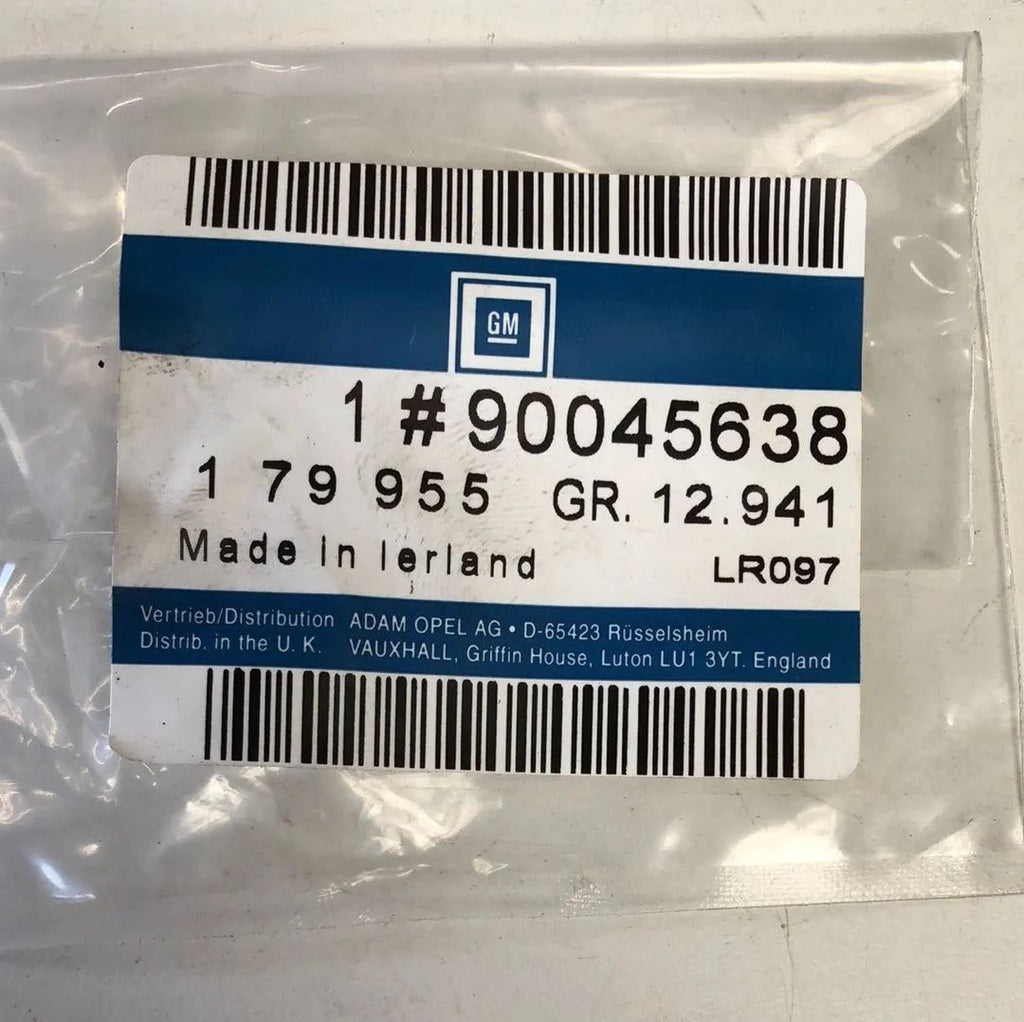 GM
1 # 90045638
1 79 955 GR. 12.941
Made in Ierland LR097
Vertrieb/Distribution ADAM OPEL AG • D-65423 Rüsselsheim
Distrib. in the U. K. VAUXHALL, Griffin House, Luton LU1 3YT. England